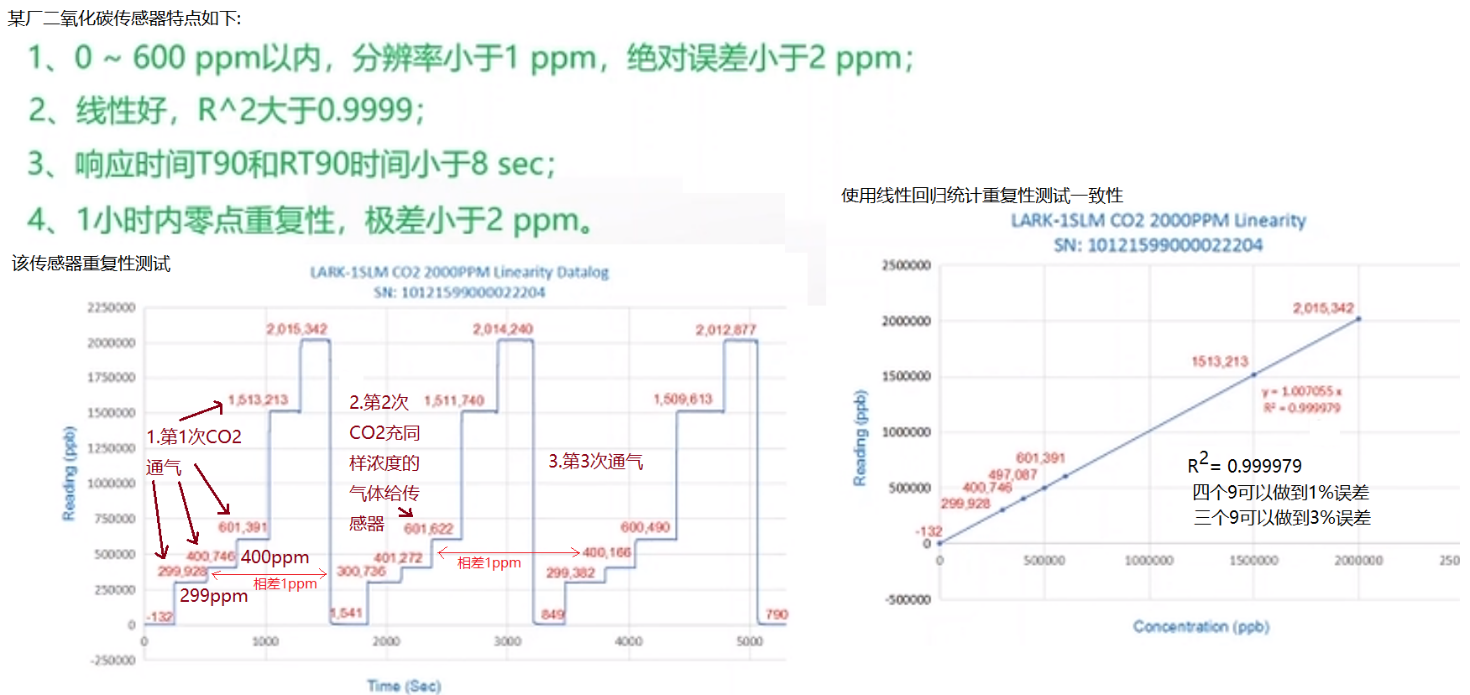 某厂二氧化碳传感器特点如下:
1、0 ~ 600 ppm以内，分辨率小于1 ppm，绝对误差小于2 ppm；
2、线性好，R^2大于0.9999；
3、响应时间T90和RT90时间小于8 sec；
4、1小时内零点重复性，极差小于2 ppm。
该传感器重复性测试
LARK-1SLM CO2 2000PPM Linearity Datalog
SN: 10121599000022204
2250000
2000000
1750000
1500000
1250000
1000000
750000
500000
250000
0
-250000
Reading (ppb)
2,015,342
2,014,240
2,012,877
1,513,213
1,511,740
1,509,613
1.第1次CO2
通气
2.第2次
CO2充同
样浓度的
气体给传
感器
3.第3次通气
601,391
601,622
600,490
400,746
400ppm
401,272
400,166
相差1ppm
299,928
相差1ppm
300,736
299,382
299ppm
-132
1,541
849
790
0
1000
2000
3000
4000
5000
Time (Sec)
使用线性回归统计重复性测试一致性
LARK-1SLM CO2 2000PPM Linearity
SN: 10121599000022204
2500000
2000000
1500000
1000000
500000
0
-500000
Reading (ppb)
2,015,342
1513,213
y = 1.007055 x
R² = 0.999979
601,391
497,087
400,746
299,928
-132
R²= 0.999979
四个9可以做到1%误差
三个9可以做到3%误差
0
500000
1000000
1500000
2000000
250
Concentration (ppb)